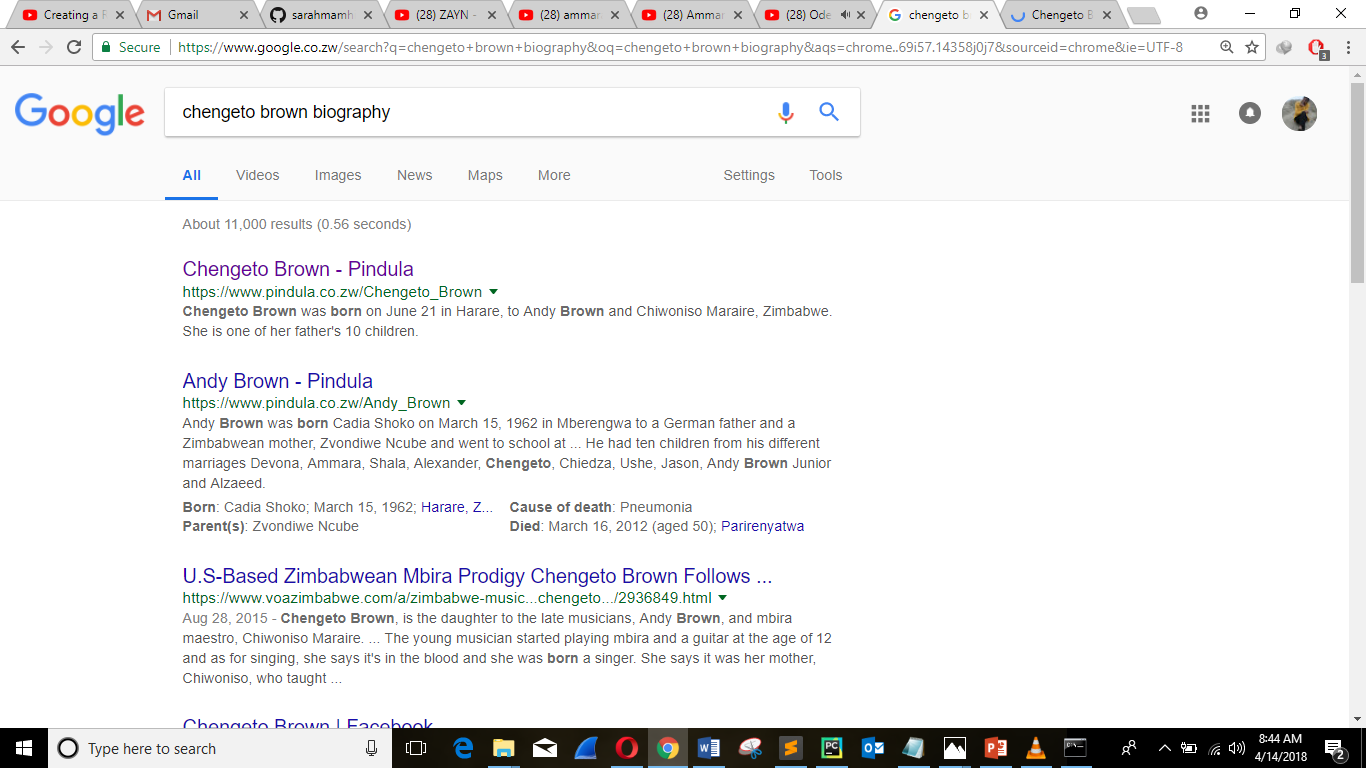 Creating a F
Gmail
sarahmamh
(28) ZAYN -
(28) amman
(28) Ammar
(28) Ode
chengeto b
Chengeto B
Secure
https://www.google.co.zw/search?q=chengeto+brown+biography&oq=chengeto+brown+biography&aqs=chrome..69i57.14358j0j7&sourceid=chrome&ie=UTF-8
3
Google
chengeto brown biography
All
Videos
Images
News
Maps
More
Settings
Tools
About 11,000 results (0.56 seconds)
Chengeto Brown - Pindula
https://www.pindula.co.zw/Chengeto_Brown
Chengeto Brown was born on June 21 in Harare, to Andy Brown and Chiwoniso Maraire, Zimbabwe.
She is one of her father's 10 children.
Andy Brown - Pindula
https://www.pindula.co.zw/Andy_Brown
Andy Brown was born Cadia Shoko on March 15, 1962 in Mberengwa to a German father and a
Zimbabwean mother, Zvondiwe Ncube and went to school at ... He had ten children from his different
marriages Devona, Ammara, Shala, Alexander, Chengeto, Chiedza, Ushe, Jason, Andy Brown Junior
and Alzaeed.
Born: Cadia Shoko; March 15, 1962; Harare, Z...
Cause of death: Pneumonia
Parent(s): Zvondiwe Ncube
Died: March 16, 2012 (aged 50); Parirenyatwa
U.S-Based Zimbabwean Mbira Prodigy Chengeto Brown Follows ...
https://www.voazimbabwe.com/a/zimbabwe-music...chengeto.../2936849.html
Aug 28, 2015 - Chengeto Brown, is the daughter to the late musicians, Andy Brown, and mbira
maestro, Chiwoniso Maraire. ... The young musician started playing mbira and a guitar at the age of 12
and as for singing, she says it's in the blood and she was born a singer. She says it was her mother,
Chiwoniso, who taught ...
Chengeto Brown | Facebook
Type here to search
8:44 AM
4/14/2018
2